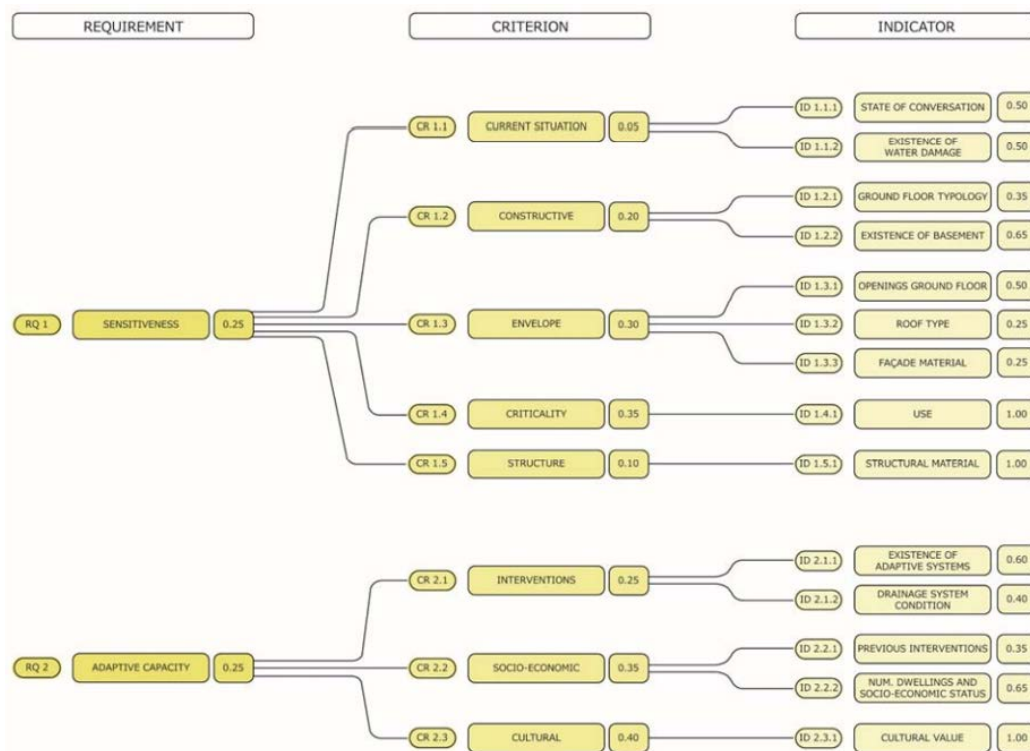 REQUIREMENT
CRITERION
INDICATOR
RQ 1
SENSITIVENESS
0.25
CR 1.1
CURRENT SITUATION
0.05
ID 1.1.1
STATE OF CONVERSATION
0.50
ID 1.1.2
EXISTENCE OF
WATER DAMAGE
0.50
CR 1.2
CONSTRUCTIVE
0.20
ID 1.2.1
GROUND FLOOR TYPOLOGY
0.35
ID 1.2.2
EXISTENCE OF BASEMENT
0.65
CR 1.3
ENVELOPE
0.30
ID 1.3.1
OPENINGS GROUND FLOOR
0.50
ID 1.3.2
ROOF TYPE
0.25
ID 1.3.3
FAÇADE MATERIAL
0.25
CR 1.4
CRITICALITY
0.35
ID 1.4.1
USE
1.00
CR 1.5
STRUCTURE
0.10
ID 1.5.1
STRUCTURAL MATERIAL
1.00
RQ 2
ADAPTIVE CAPACITY
0.25
CR 2.1
INTERVENTIONS
0.25
ID 2.1.1
EXISTENCE OF
ADAPTIVE SYSTEMS
0.60
ID 2.1.2
DRAINAGE SYSTEM
CONDITION
0.40
CR 2.2
SOCIO-ECONOMIC
0.35
ID 2.2.1
PREVIOUS INTERVENTIONS
0.35
ID 2.2.2
NUM. DWELLINGS AND
SOCIO-ECONOMIC STATUS
0.65
CR 2.3
CULTURAL
0.40
ID 2.3.1
CULTURAL VALUE
1.00